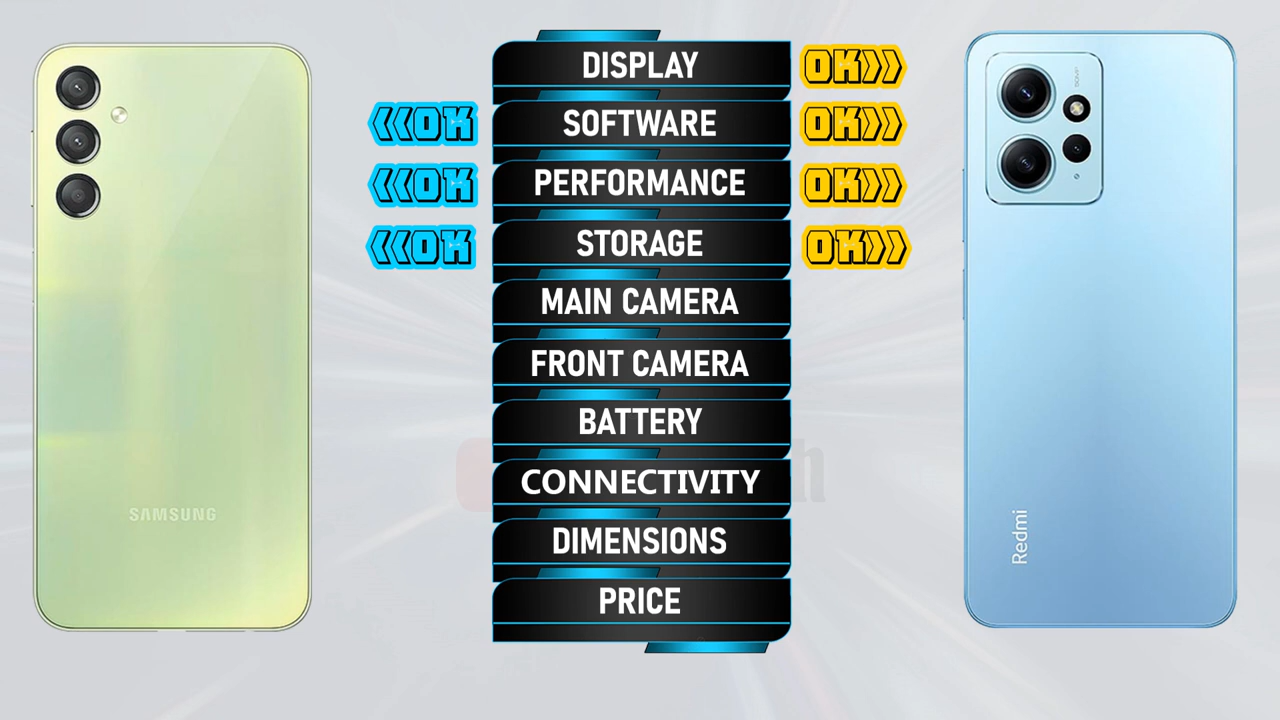 DISPLAY OK
OK SOFTWARE OK
OK PERFORMANCE OK
OK STORAGE OK
MAIN CAMERA
FRONT CAMERA
BATTERY
CONNECTIVITY
DIMENSIONS
PRICE
SAMSUNG
Redmi